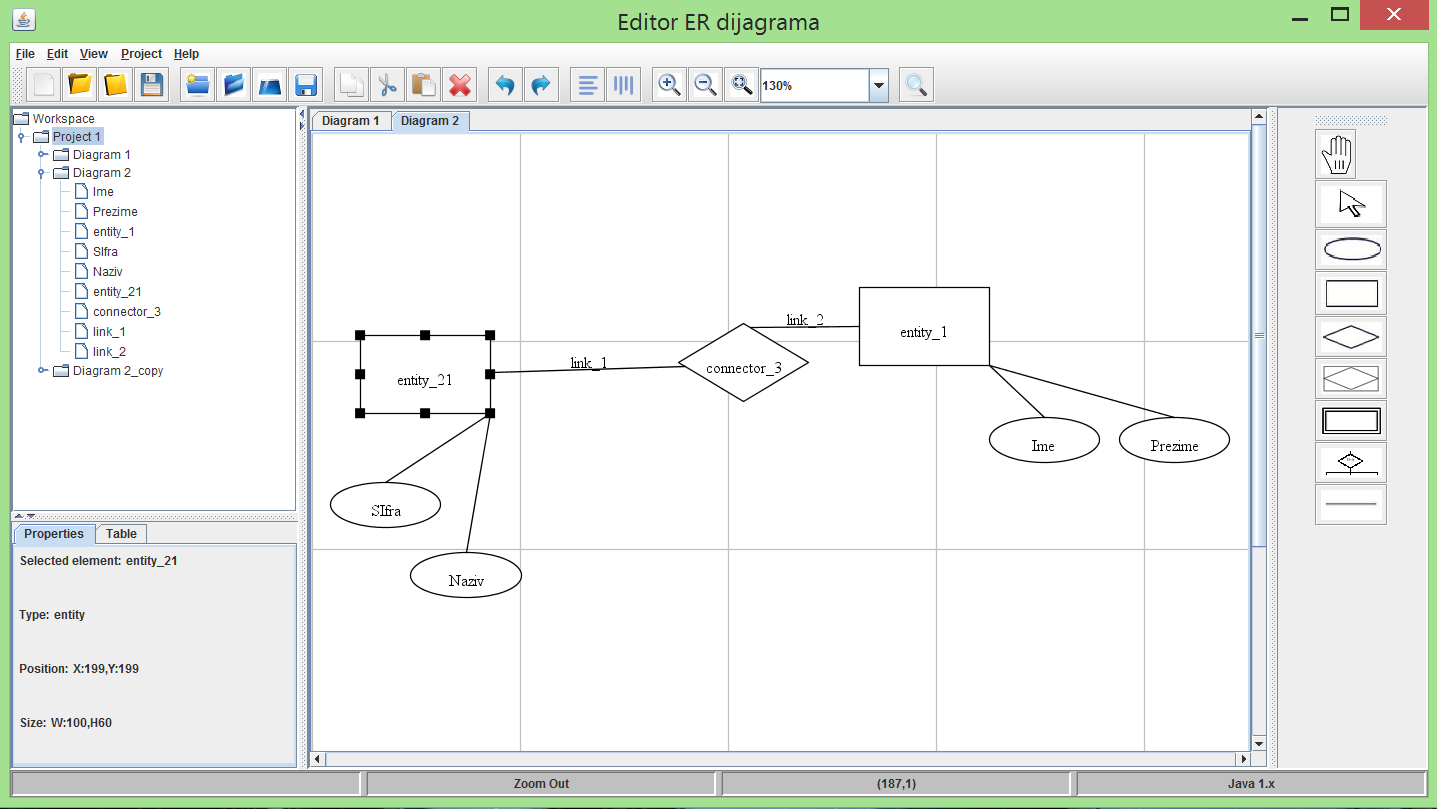 Editor ER dijagrama
File Edit View Project Help
130%
Workspace
Project 1
Diagram 1
Diagram 2
Ime
Prezime
entity_1
SIfra
Naziv
entity_21
connector_3
link_1
link_2
Diagram 2_copy
Properties Table
Selected element: entity_21
Type: entity
Position: X:199,Y:199
Size: W:100,H60
Diagram 1 Diagram 2
link_2
entity_1
link_1
connector_3
entity_21
Ime
Prezime
SIfra
Naziv
Zoom Out (187,1) Java 1.x